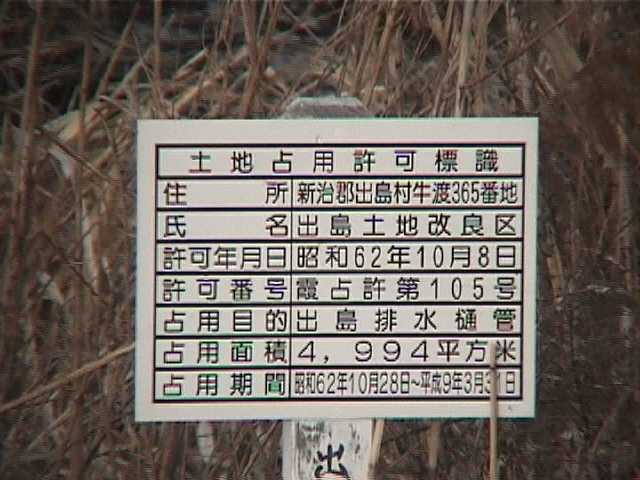 土地占用許可標識
住所 新治郡出島村牛渡365番地
氏名 出島土地改良区
許可年月日 昭和62年10月8日
許可番号 霞占許第105号
占用目的 出島排水樋管
占用面積 4,994平方米
占用期間 昭和62年10月28日~平成9年3月31日
出